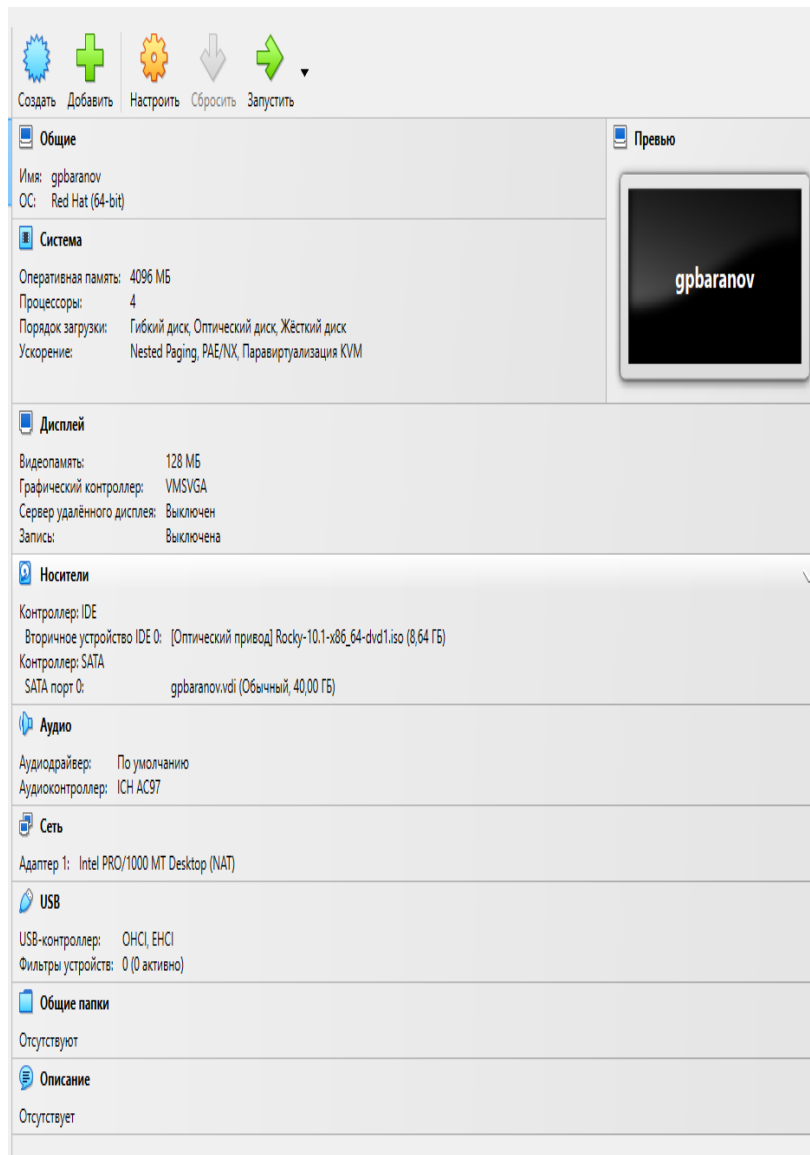 Создать Добавить Настроить Сбросить Запустить
Общие
Имя: gpbaranov
ОС: Red Hat (64-bit)
Превью
gpbaranov
Система
Оперативная память: 4096 МБ
Процессоры: 4
Порядок загрузки: Гибкий диск, Оптический диск, Жёсткий диск
Ускорение: Nested Paging, PAE/NX, Паравиртуализация KVM
Дисплей
Видеопамять: 128 МБ
Графический контроллер: VMSVGA
Сервер удалённого дисплея: Выключен
Запись: Выключена
Носители
Контроллер: IDE
Вторичное устройство IDE 0: [Оптический привод] Rocky-10.1-x86_64-dvd1.iso (8,64 ГБ)
Контроллер: SATA
SATA порт 0: gpbaranov.vdi (Обычный, 40,00 ГБ)
Аудио
Аудиодрайвер: По умолчанию
Аудиоконтроллер: ICH AC97
Сеть
Адаптер 1: Intel PRO/1000 MT Desktop (NAT)
USB
USB-контроллер: OHCI, EHCI
Фильтры устройств: 0 (0 активно)
Общие папки
Отсутствуют
Описание
Отсутствует